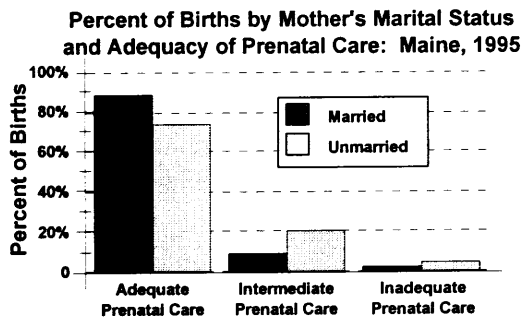 Percent of Births by Mother's Marital Status
and Adequacy of Prenatal Care: Maine, 1995
Percent of Births
100%
80%
60%
40%
20%
0
Married
Unmarried
Adequate
Prenatal Care
Intermediate
Prenatal Care
Inadequate
Prenatal Care